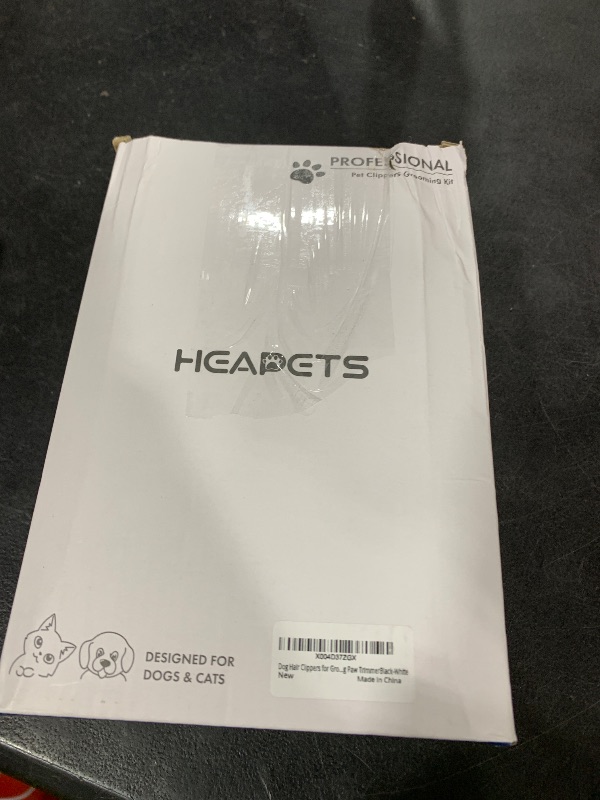 PROFESSIONAL
Pet Clippers Grooming Kit
HEAPETS
DESIGNED FOR
DOGS & CATS
X004D37ZGX
Dog Hair Clippers for Gro...g Paw Trimmer Black-White
New
Made in China